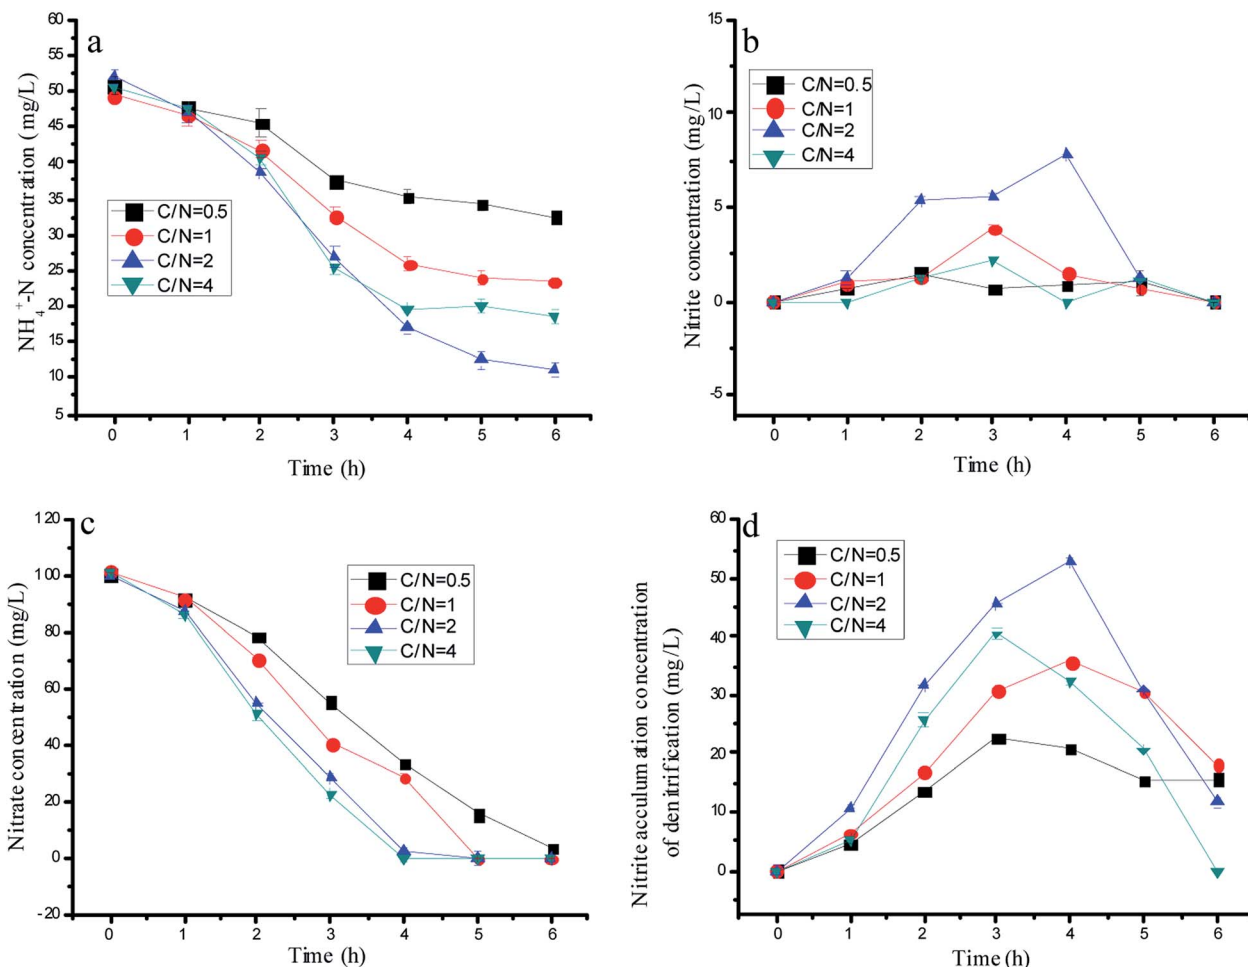 a
60
55
50
45
40
35
30
25
20
15
10
5
NH4+-N concentration (mg/L)
C/N=0.5
C/N=1
C/N=2
C/N=4
0 1 2 3 4 5 6
Time (h)
b
15
10
5
0
-5
Nitrite concentration (mg/L)
C/N=0.5
C/N=1
C/N=2
C/N=4
0 1 2 3 4 5 6
Time (h)
c
120
100
80
60
40
20
0
-20
Nitrate concentration (mg/L)
C/N=0.5
C/N=1
C/N=2
C/N=4
0 1 2 3 4 5 6
Time (h)
d
60
50
40
30
20
10
0
Nitrite acculumation concentration
of denitrification (mg/L)
C/N=0.5
C/N=1
C/N=2
C/N=4
0 1 2 3 4 5 6
Time (h)